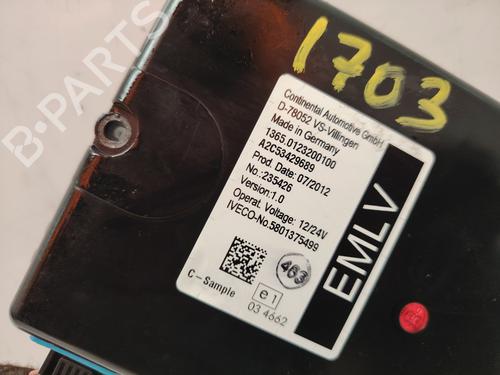 B-PARTS
1703
Continental Automotive GmbH
D-78052 VS-Villingen
Made in Germany
1365.0123200100
A2C53429689
Prod. Date: 07/2012
No.:235426
Version:1.0
Operat. Voltage: 12/24V
IVECO-No.5801375499
EMLV
463
C-Sample
e1
03 4662